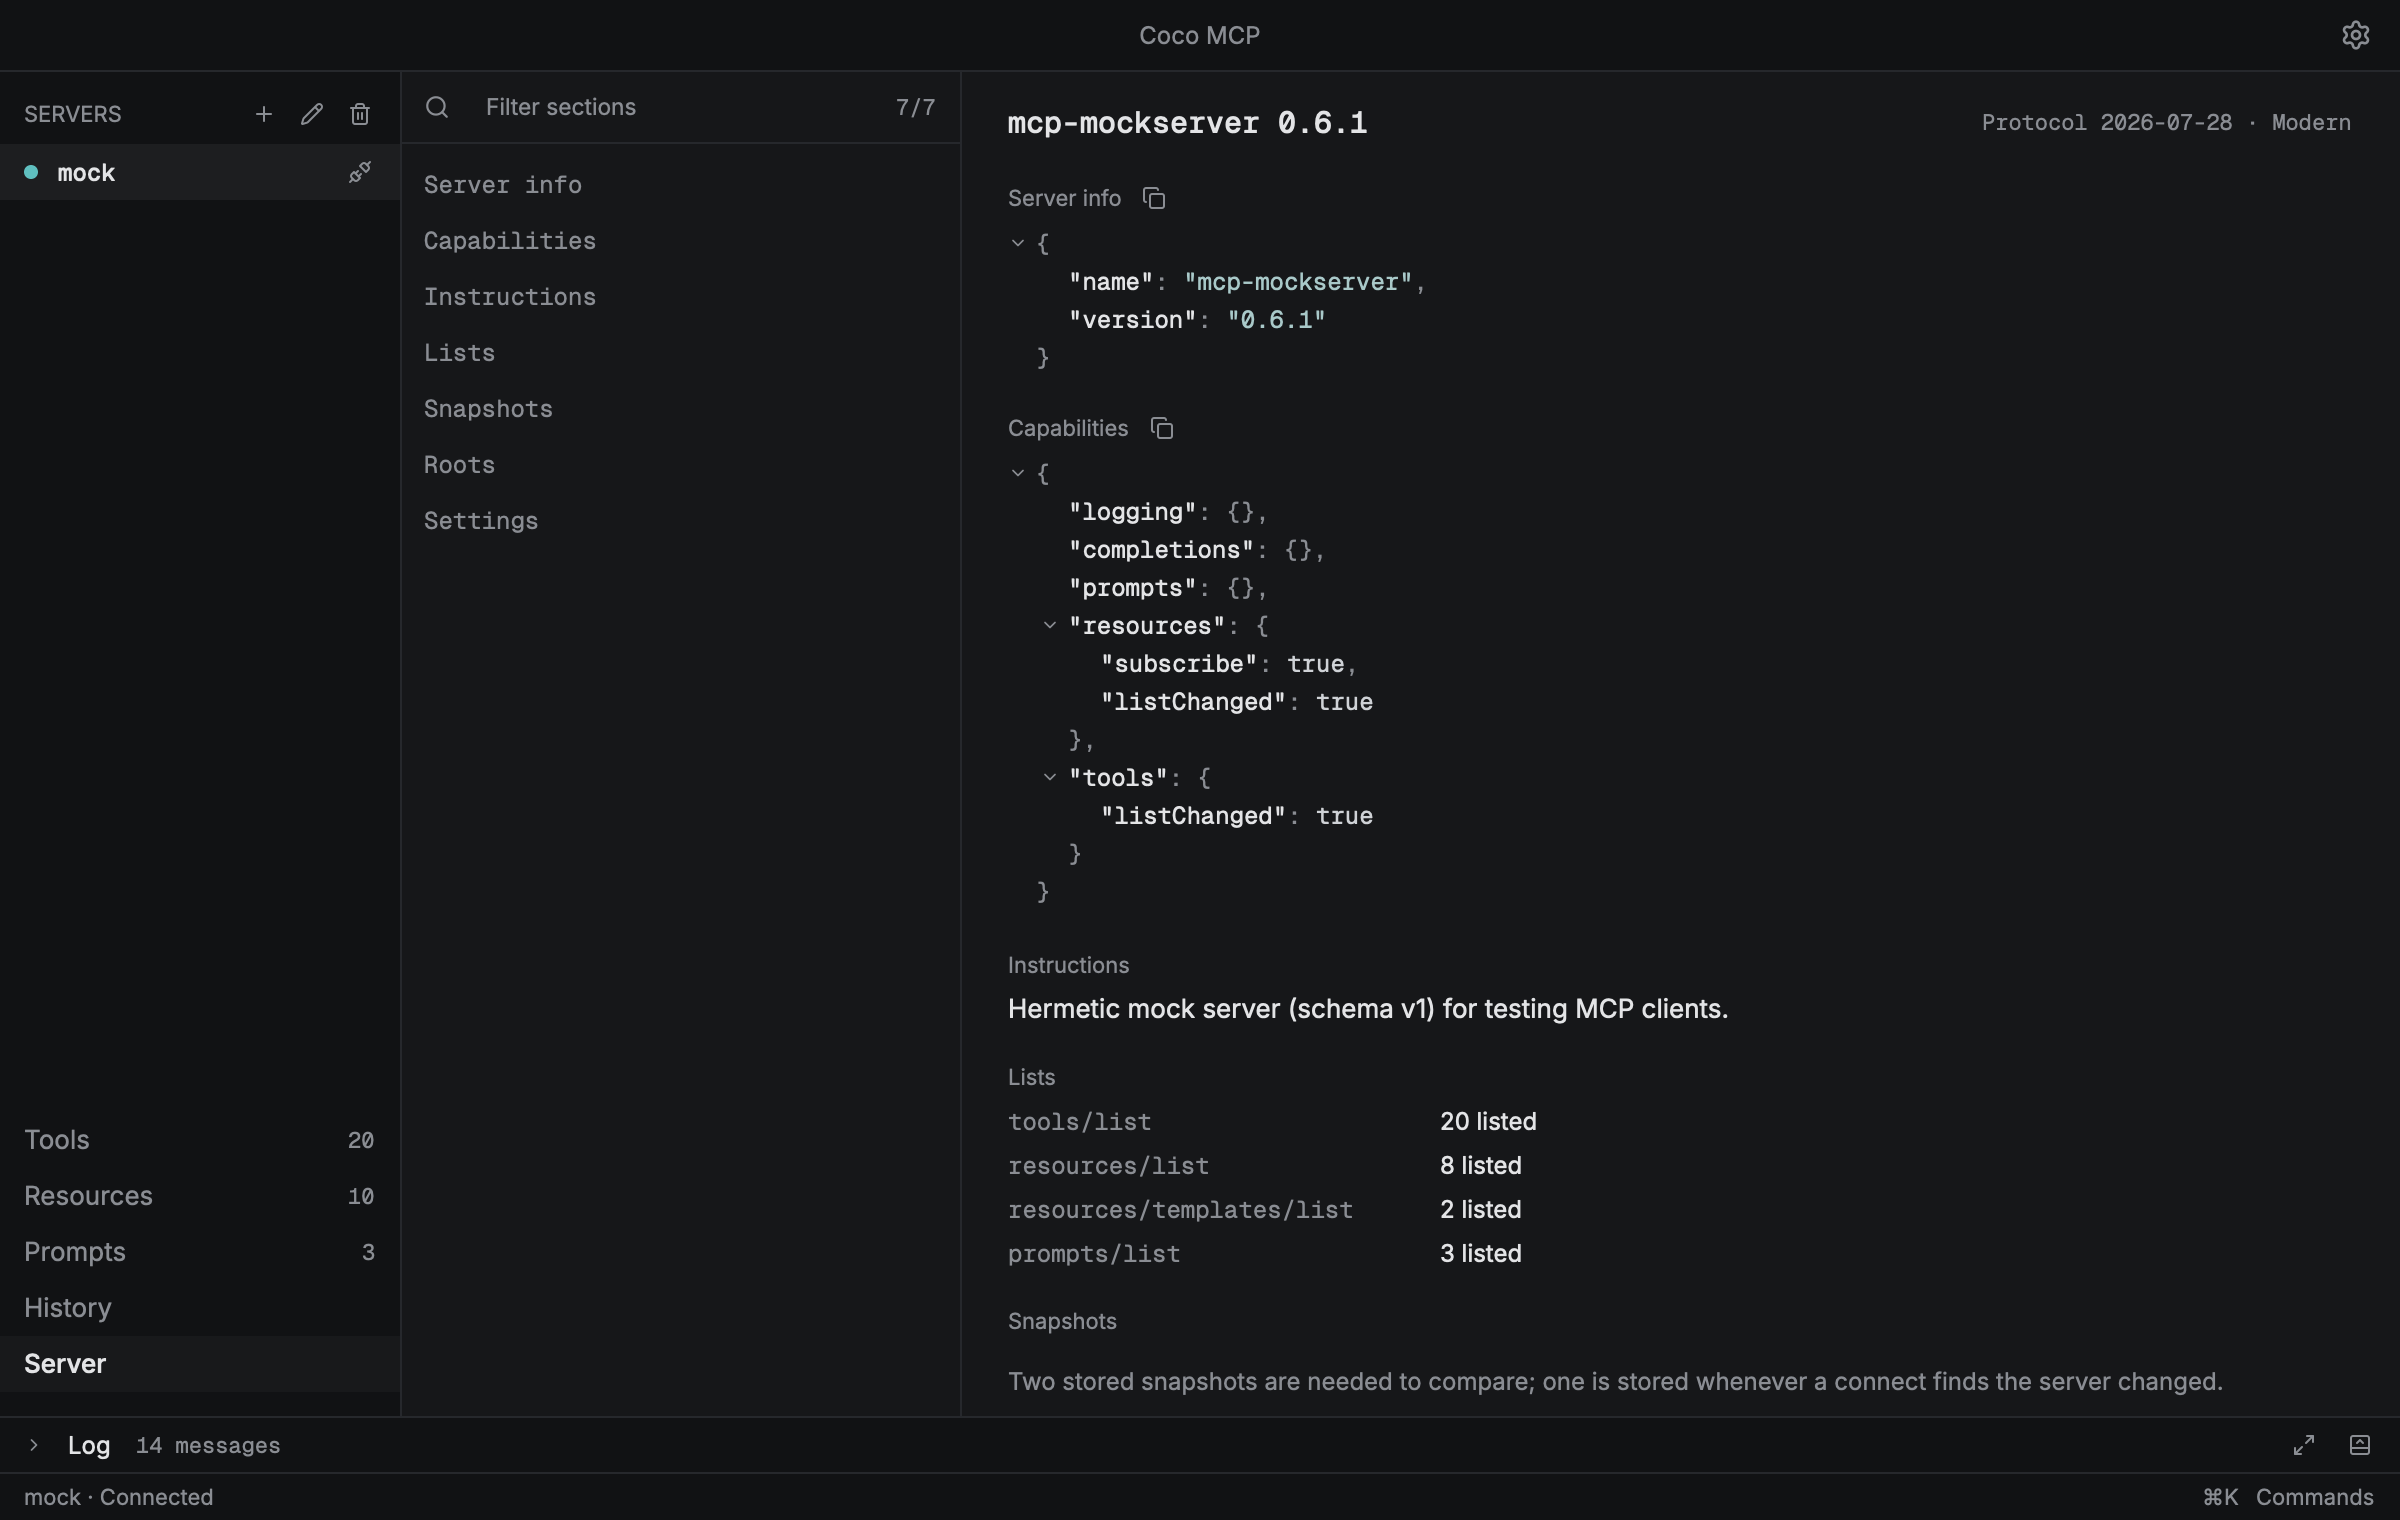 Coco MCP
SERVERS
mock
Tools 20
Resources 10
Prompts 3
History
Server
Filter sections 7/7
Server info
Capabilities
Instructions
Lists
Snapshots
Roots
Settings
mcp-mockserver 0.6.1
Protocol 2026-07-28 · Modern
Server info
{
"name": "mcp-mockserver",
"version": "0.6.1"
}
Capabilities
{
"logging": {},
"completions": {},
"prompts": {},
"resources": {
"subscribe": true,
"listChanged": true
},
"tools": {
"listChanged": true
}
}
Instructions
Hermetic mock server (schema v1) for testing MCP clients.
Lists
tools/list 20 listed
resources/list 8 listed
resources/templates/list 2 listed
prompts/list 3 listed
Snapshots
Two stored snapshots are needed to compare; one is stored whenever a connect finds the server changed.
Log 14 messages
mock · Connected
⌘K Commands